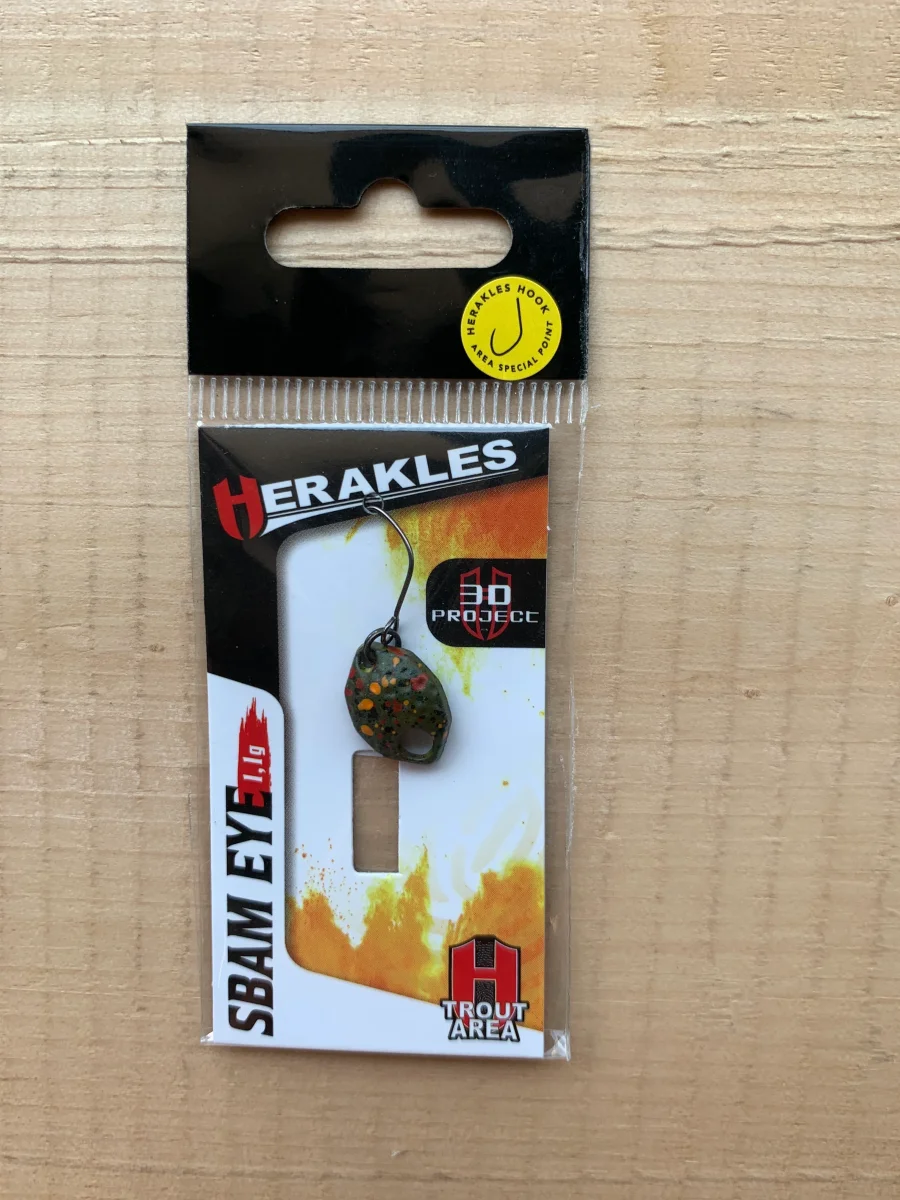 HERAKLES HOOK
AREA SPECIAL POINT
HERAKLES
3D
PROJECT
SBAM EYE 1,1g
H
TROUT
AREA